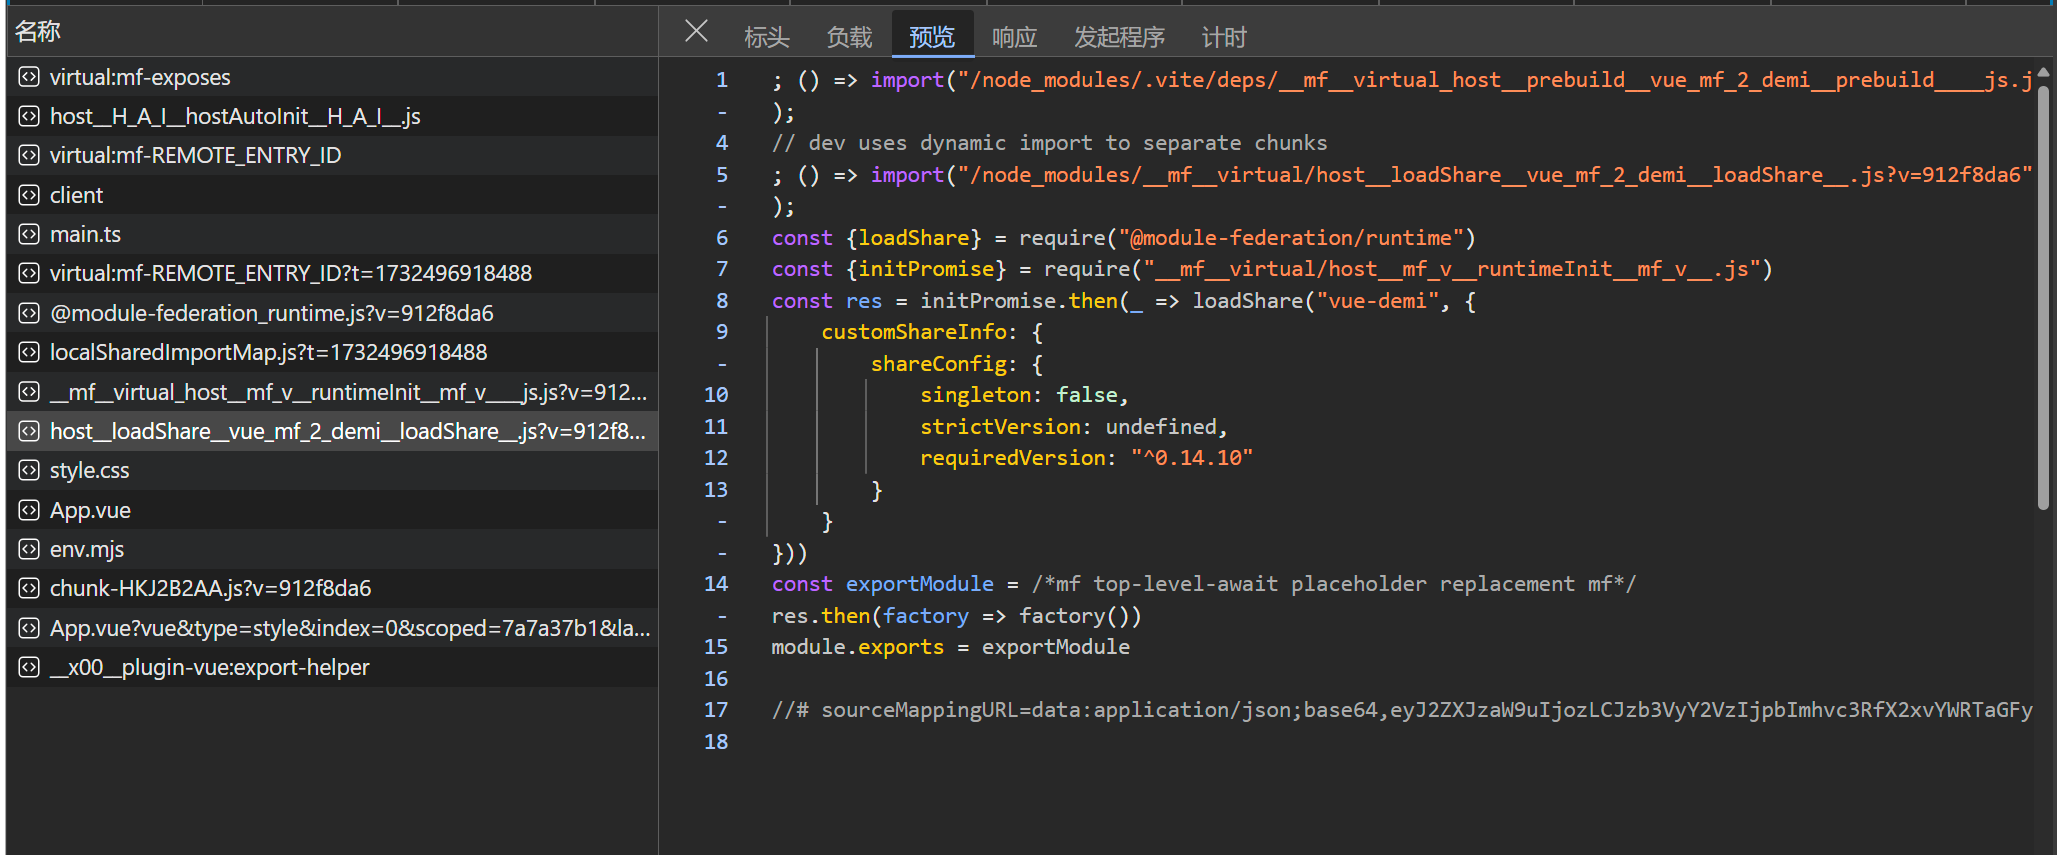 名称
virtual:mf-exposes
host__H_A_I__hostAutoInit__H_A_I__.js
virtual:mf-REMOTE_ENTRY_ID
client
main.ts
virtual:mf-REMOTE_ENTRY_ID?t=1732496918488
@module-federation_runtime.js?v=912f8da6
localSharedImportMap.js?t=1732496918488
__mf__virtual_host__mf_v__runtimeInit__mf_v____js.js?v=912...
host__loadShare__vue_mf_2_demi__loadShare__.js?v=912f8...
style.css
App.vue
env.mjs
chunk-HKJ2B2AA.js?v=912f8da6
App.vue?vue&type=style&index=0&scoped=7a7a37b1&la...
__x00__plugin-vue:export-helper
标头 负载 预览 响应 发起程序 计时
1 ; () => import("/node_modules/.vite/deps/__mf__virtual_host__prebuild__vue_mf_2_demi__prebuild____js.j
- );
4 // dev uses dynamic import to separate chunks
5 ; () => import("/node_modules/__mf__virtual/host__loadShare__vue_mf_2_demi__loadShare__.js?v=912f8da6"
- );
6 const {loadShare} = require("@module-federation/runtime")
7 const {initPromise} = require("__mf__virtual/host__mf_v__runtimeInit__mf_v__.js")
8 const res = initPromise.then(_ => loadShare("vue-demi", {
9 customShareInfo: {
- shareConfig: {
10 singleton: false,
11 strictVersion: undefined,
12 requiredVersion: "^0.14.10"
13 }
- }
- }))
14 const exportModule = /*mf top-level-await placeholder replacement mf*/
- res.then(factory => factory())
15 module.exports = exportModule
16
17 //# sourceMappingURL=data:application/json;base64,eyJ2ZXJzaW9uIjozLCJzb3VyY2VzIjpbImhvc3RfX2xvYWRTaGFy
18